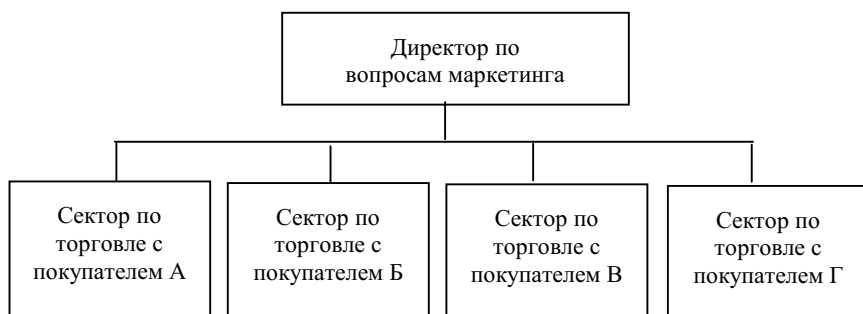 Директор по
вопросам маркетинга
Сектор по
торговле с
покупателем А
Сектор по
торговле с
покупателем Б
Сектор по
торговле с
покупателем В
Сектор по
торговле с
покупателем Г